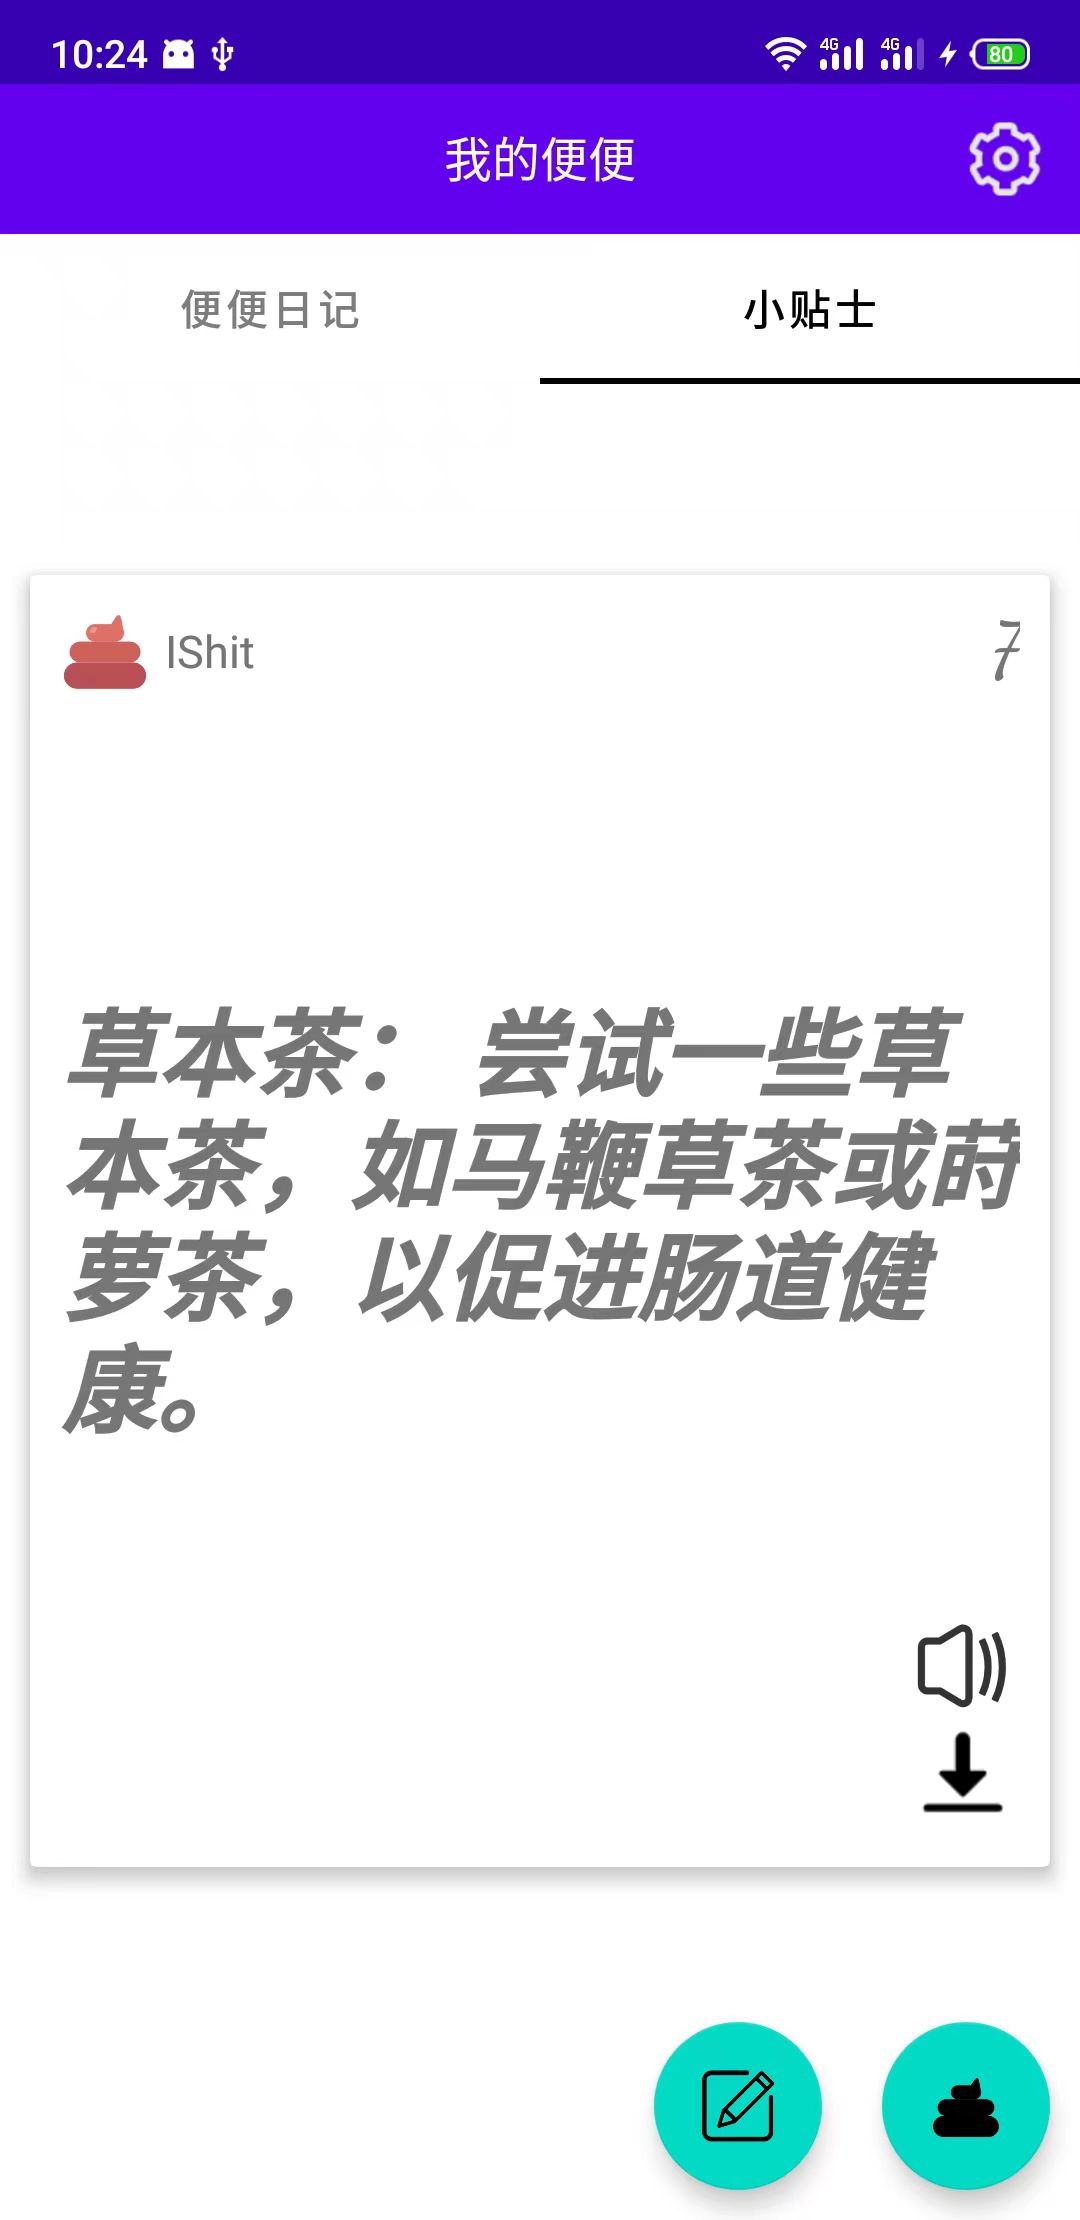 10:24
4G
4G
80
我的便便
便便日记
小贴士
IShit
7
草本茶： 尝试一些草
本茶，如马鞭草茶或莳
萝茶，以促进肠道健
康。